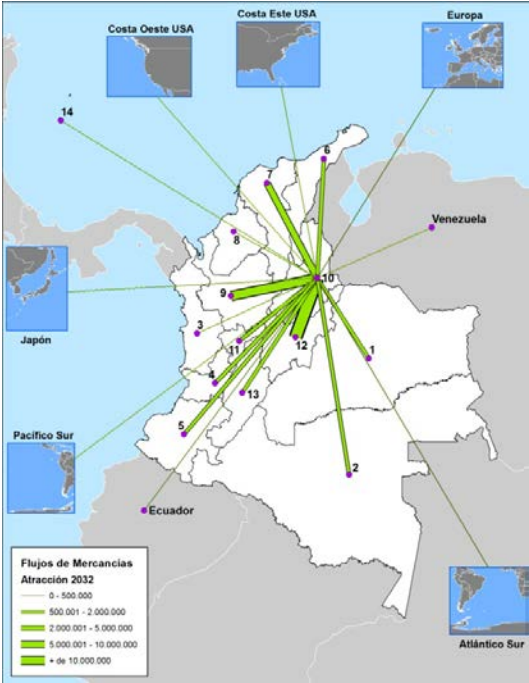 Costa Oeste USA
Costa Este USA
Europa
14
6
7
Venezuela
8
10
9
Japón
3
11
12
1
4
13
5
2
Pacífico Sur
Ecuador
Flujos de Mercancías
Atracción 2032
0 - 500.000
500.001 - 2.000.000
2.000.001 - 5.000.000
5.000.001 - 10.000.000
+ de 10.000.000
Atlántico Sur